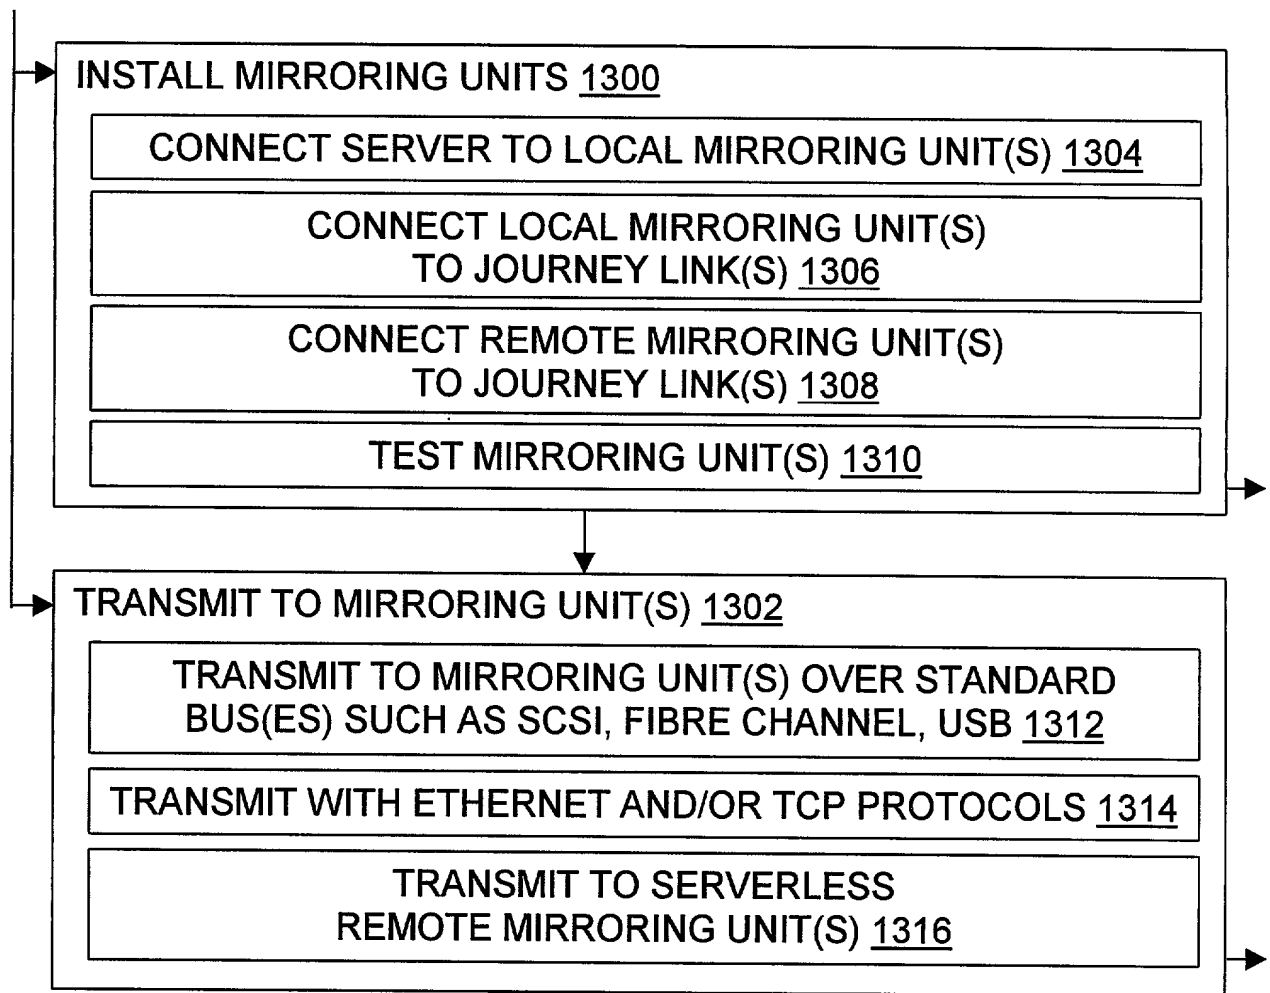 INSTALL MIRRORING UNITS 1300
CONNECT SERVER TO LOCAL MIRRORING UNIT(S) 1304
CONNECT LOCAL MIRRORING UNIT(S)
TO JOURNEY LINK(S) 1306
CONNECT REMOTE MIRRORING UNIT(S)
TO JOURNEY LINK(S) 1308
TEST MIRRORING UNIT(S) 1310
TRANSMIT TO MIRRORING UNIT(S) 1302
TRANSMIT TO MIRRORING UNIT(S) OVER STANDARD
BUS(ES) SUCH AS SCSI, FIBRE CHANNEL, USB 1312
TRANSMIT WITH ETHERNET AND/OR TCP PROTOCOLS 1314
TRANSMIT TO SERVERLESS
REMOTE MIRRORING UNIT(S) 1316